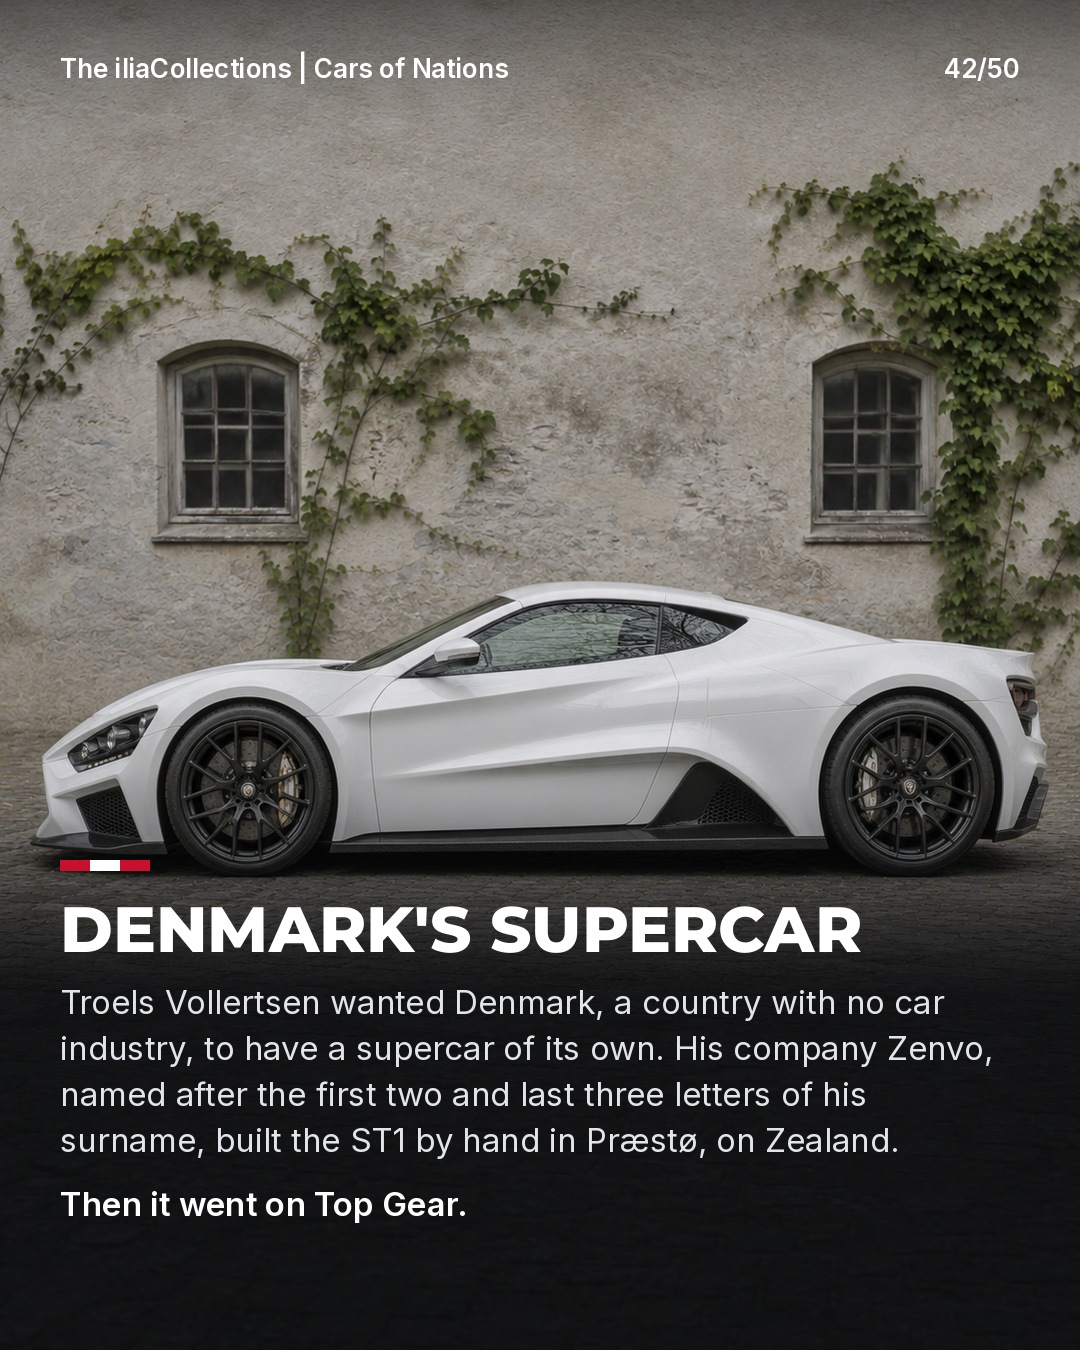 The iliaCollections | Cars of Nations
42/50
DENMARK'S SUPERCAR
Troels Vollertsen wanted Denmark, a country with no car
industry, to have a supercar of its own. His company Zenvo,
named after the first two and last three letters of his
surname, built the ST1 by hand in Præstø, on Zealand.
Then it went on Top Gear.